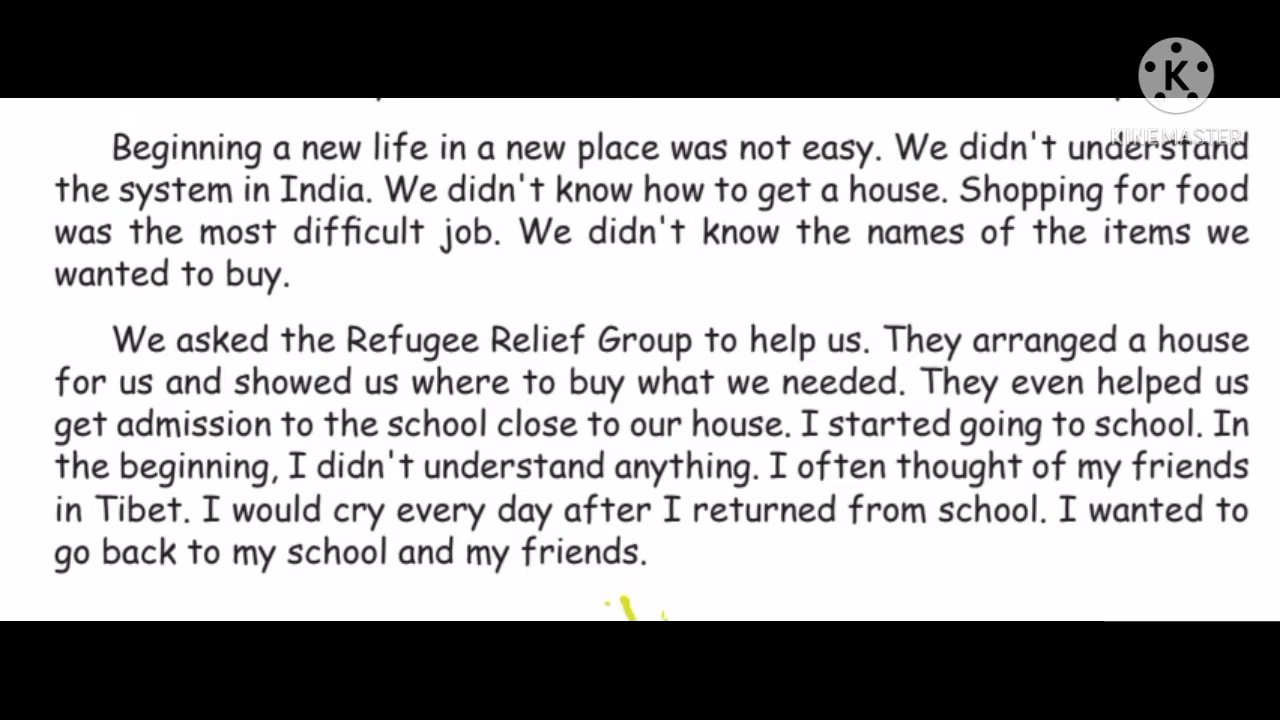 K
KINEMASTER
Beginning a new life in a new place was not easy. We didn't understand
the system in India. We didn't know how to get a house. Shopping for food
was the most difficult job. We didn't know the names of the items we
wanted to buy.
We asked the Refugee Relief Group to help us. They arranged a house
for us and showed us where to buy what we needed. They even helped us
get admission to the school close to our house. I started going to school. In
the beginning, I didn't understand anything. I often thought of my friends
in Tibet. I would cry every day after I returned from school. I wanted to
go back to my school and my friends.